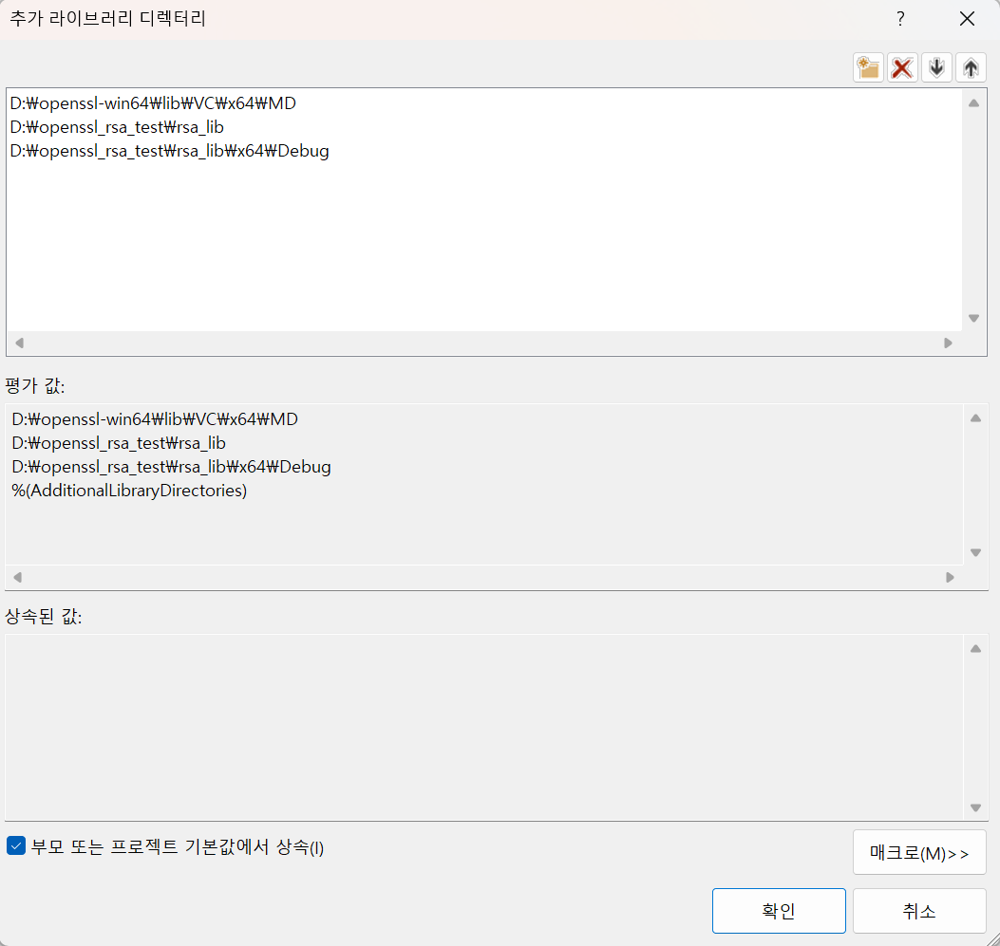 추가 라이브러리 디렉터리
?
D:₩openssl-win64₩lib₩VC₩x64₩MD
D:₩openssl_rsa_test₩rsa_lib
D:₩openssl_rsa_test₩rsa_lib₩x64₩Debug
평가 값:
D:₩openssl-win64₩lib₩VC₩x64₩MD
D:₩openssl_rsa_test₩rsa_lib
D:₩openssl_rsa_test₩rsa_lib₩x64₩Debug
%(AdditionalLibraryDirectories)
상속된 값:
부모 또는 프로젝트 기본값에서 상속(I)
매크로(M)>>
확인
취소